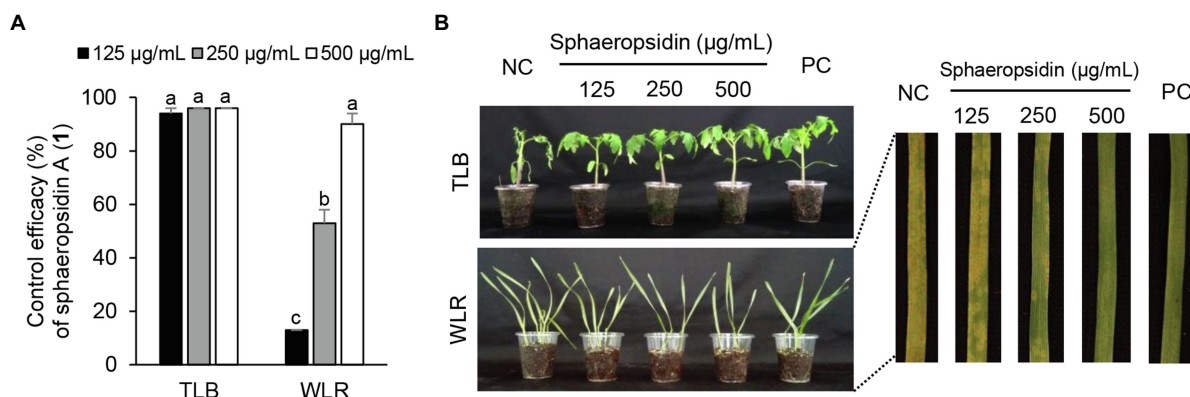 A
125 µg/mL 250 µg/mL 500 µg/mL
Control efficacy (%)
of sphaeropsidin A (1)
100
80
60
40
20
0
a a a
c b a
TLB WLR
B
Sphaeropsidin (µg/mL)
NC 125 250 500 PC
TLB
WLR
Sphaeropsidin (µg/mL)
NC 125 250 500 PC